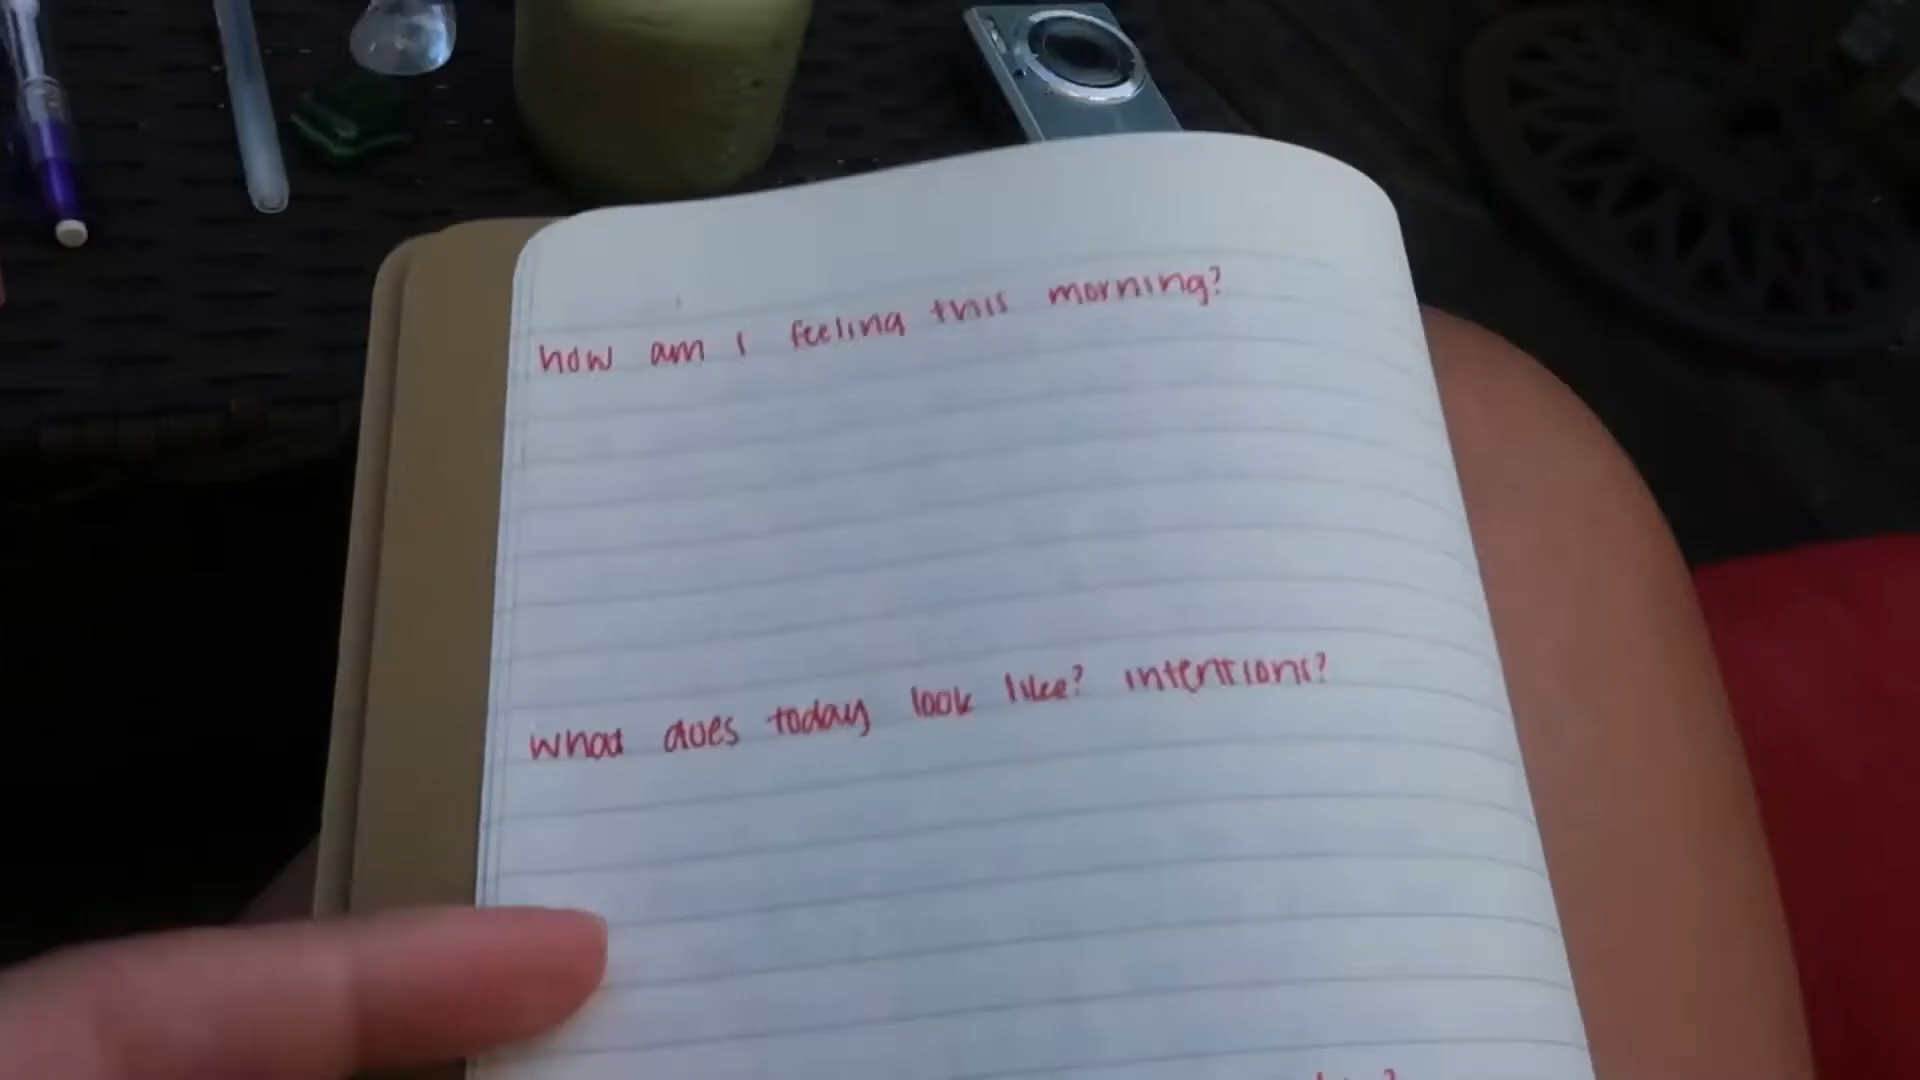 how am I feeling this morning?
what does today look like? intentions?